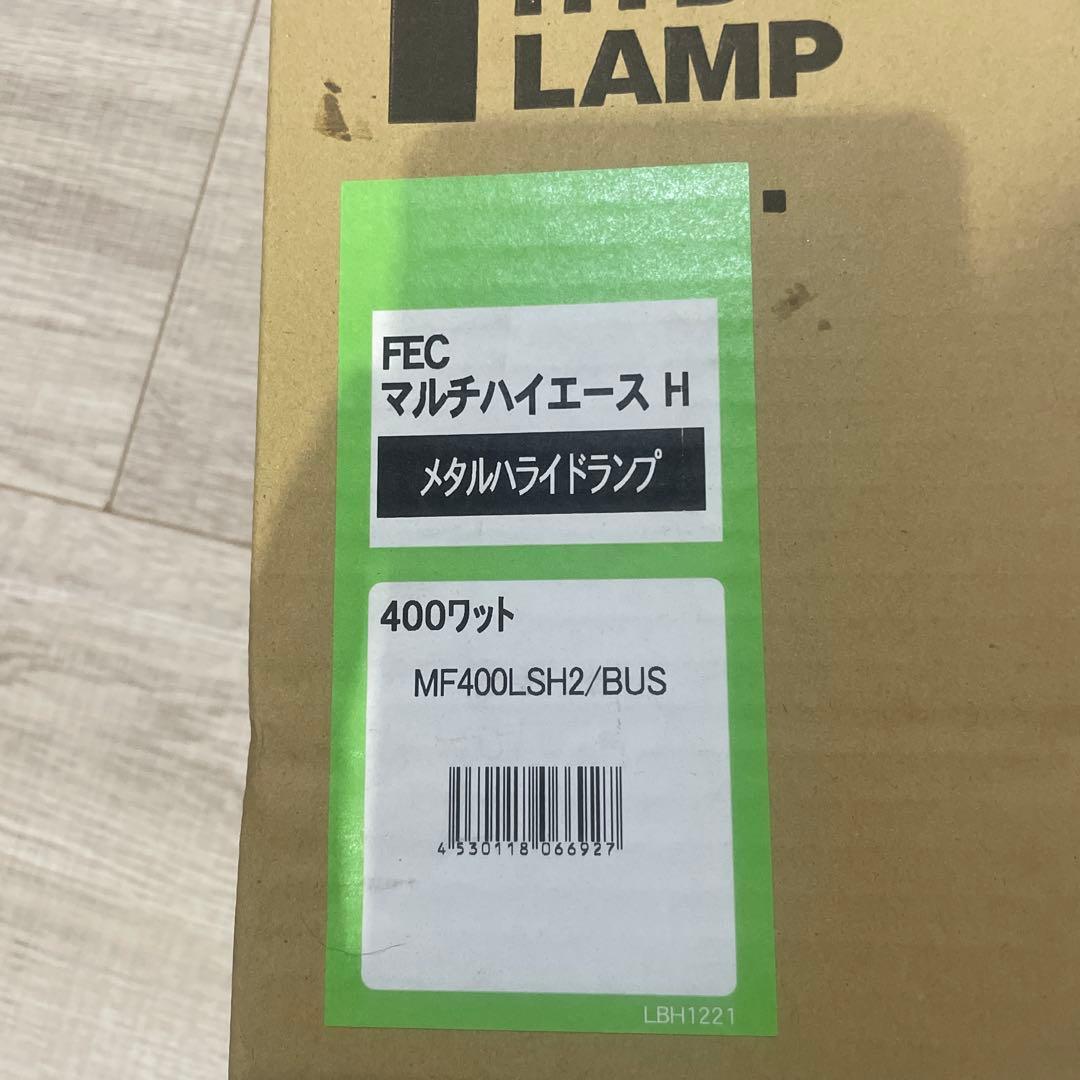 LAMP
FEC
マルチハイエース H
メタルハライドランプ
400ワット
MF400LSH2/BUS
4 530118 066927
LBH1221